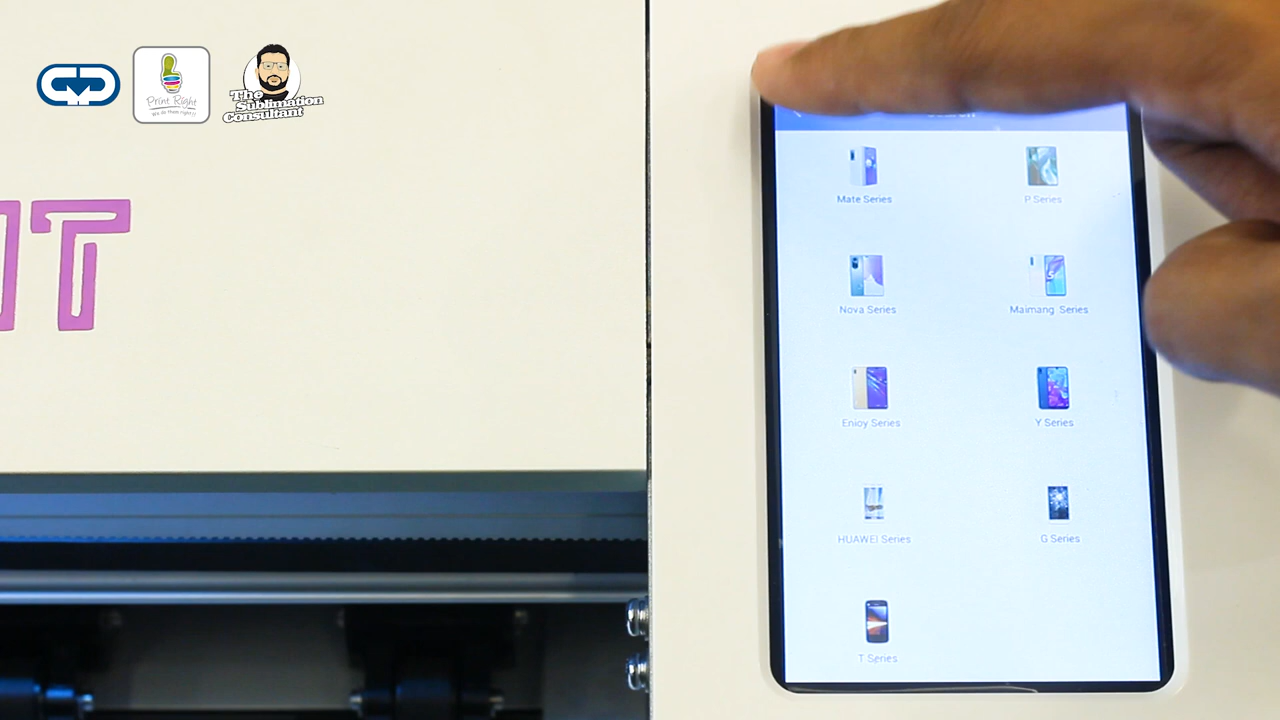 Print Right
We do them right!!
The
Sublimation
Consultant
T
Mate Series
P Series
Nova Series
Maimang Series
Enjoy Series
Y Series
HUAWEI Series
G Series
T Series